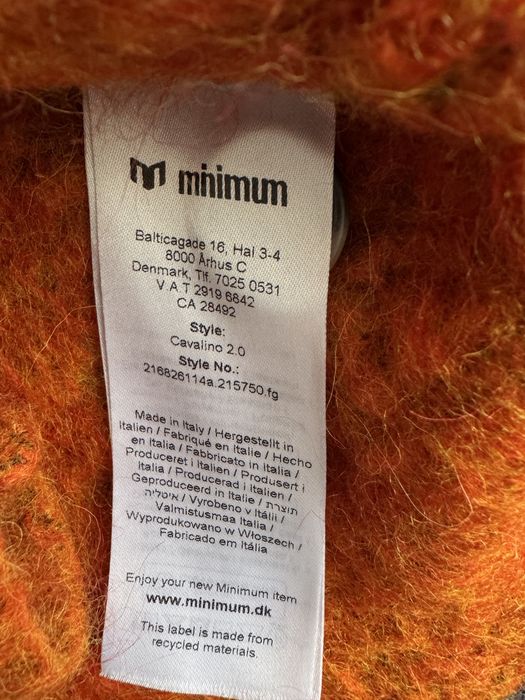 minimum
Balticagade 16, Hal 3-4
8000 Århus C
Denmark, Tlf. 7025 0531
V.A.T 2919 6642
CA 28492
Style:
Cavalino 2.0
Style No.:
216826114a.215750.fg
Made in Italy / Hergestellt in
Italien / Fabriqué en Italie / Hecho
en Italia / Fabbricato in Italia /
Produceret i Italien / Produsert i
Italia / Producerad i Italien /
Geproduceerd in Italie / תוצרת
איטליה / Vyrobeno v Itálii /
Valmistusmaa Italia /
Wyprodukowano w Włoszech /
Fabricado em Itália
Enjoy your new Minimum item
www.minimum.dk
This label is made from
recycled materials.